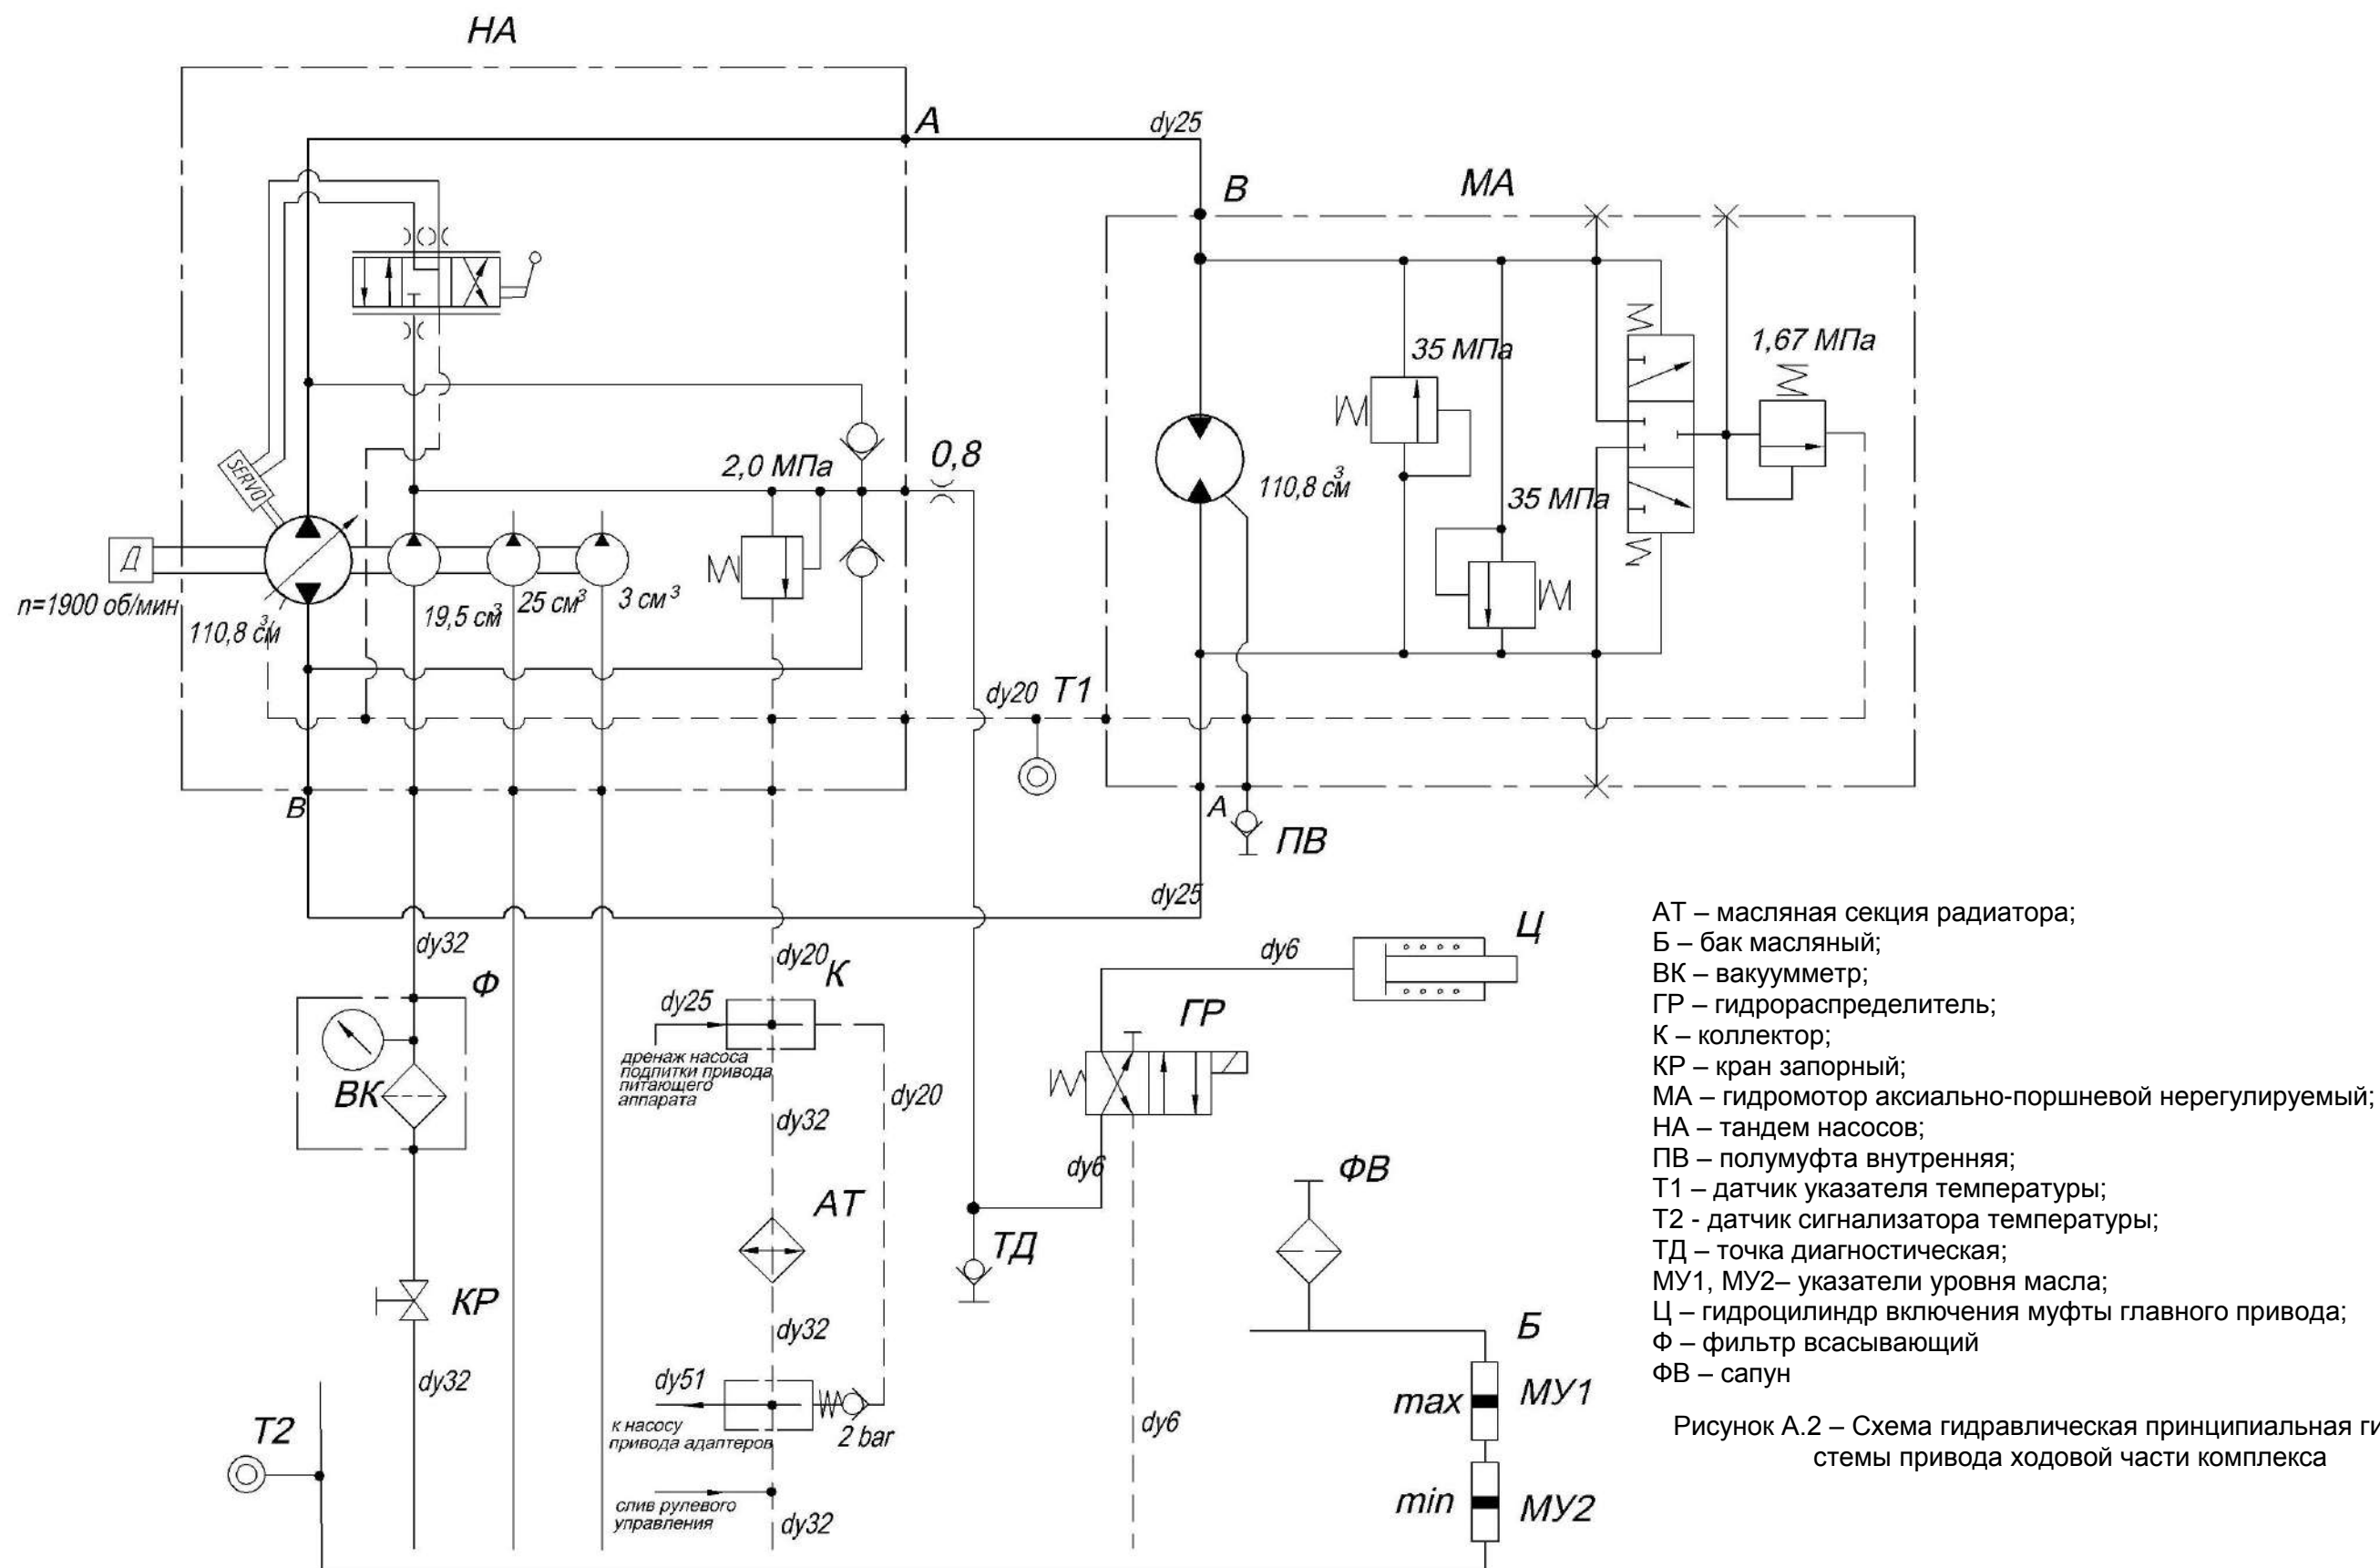 НА
А
dy25
В
МА
35 МПа
1,67 МПа
2,0 МПа
0,8
SERVO
110,8 см³
35 МПа
Д
n=1900 об/мин
110,8 см³
19,5 см³
25 см³
3 см³
dy20
Т1
В
А
ПВ
dy25
dy32
dy20
К
dy6
Ц
Ф
dy25
ГР
дренаж насоса
подпитки привода
питающего
аппарата
ВК
dy20
dy32
dy6
ФВ
АТ
ТД
КР
dy32
Б
dy32
dy51
max
МУ1
к насосу
привода адаптеров
2 bar
dy6
Т2
слив рулевого
управления
dy32
min
МУ2
АТ – масляная секция радиатора;
Б – бак масляный;
ВК – вакуумметр;
ГР – гидрораспределитель;
К – коллектор;
КР – кран запорный;
МА – гидромотор аксиально-поршневой нерегулируемый;
НА – тандем насосов;
ПВ – полумуфта внутренняя;
Т1 – датчик указателя температуры;
Т2 - датчик сигнализатора температуры;
ТД – точка диагностическая;
МУ1, МУ2– указатели уровня масла;
Ц – гидроцилиндр включения муфты главного привода;
Ф – фильтр всасывающий
ФВ – сапун
Рисунок А.2 – Схема гидравлическая принципиальная ги
стемы привода ходовой части комплекса